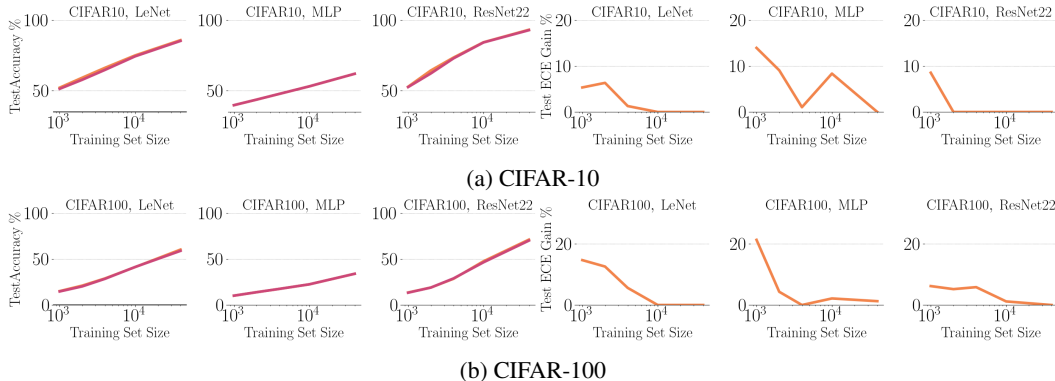 CIFAR10, LeNet
100
50
TestAccuracy %
10³ 10⁴
Training Set Size
CIFAR10, MLP
100
50
10³ 10⁴
Training Set Size
CIFAR10, ResNet22
100
50
10³ 10⁴
Training Set Size
CIFAR10, LeNet
20
10
0
Test ECE Gain %
10³ 10⁴
Training Set Size
CIFAR10, MLP
20
10
0
10³ 10⁴
Training Set Size
CIFAR10, ResNet22
20
10
0
10³ 10⁴
Training Set Size
(a) CIFAR-10
CIFAR100, LeNet
100
50
0
TestAccuracy %
10³ 10⁴
Training Set Size
CIFAR100, MLP
100
50
0
10³ 10⁴
Training Set Size
CIFAR100, ResNet22
100
50
0
10³ 10⁴
Training Set Size
CIFAR100, LeNet
20
0
Test ECE Gain %
10³ 10⁴
Training Set Size
CIFAR100, MLP
20
0
10³ 10⁴
Training Set Size
CIFAR100, ResNet22
20
0
10³ 10⁴
Training Set Size
(b) CIFAR-100